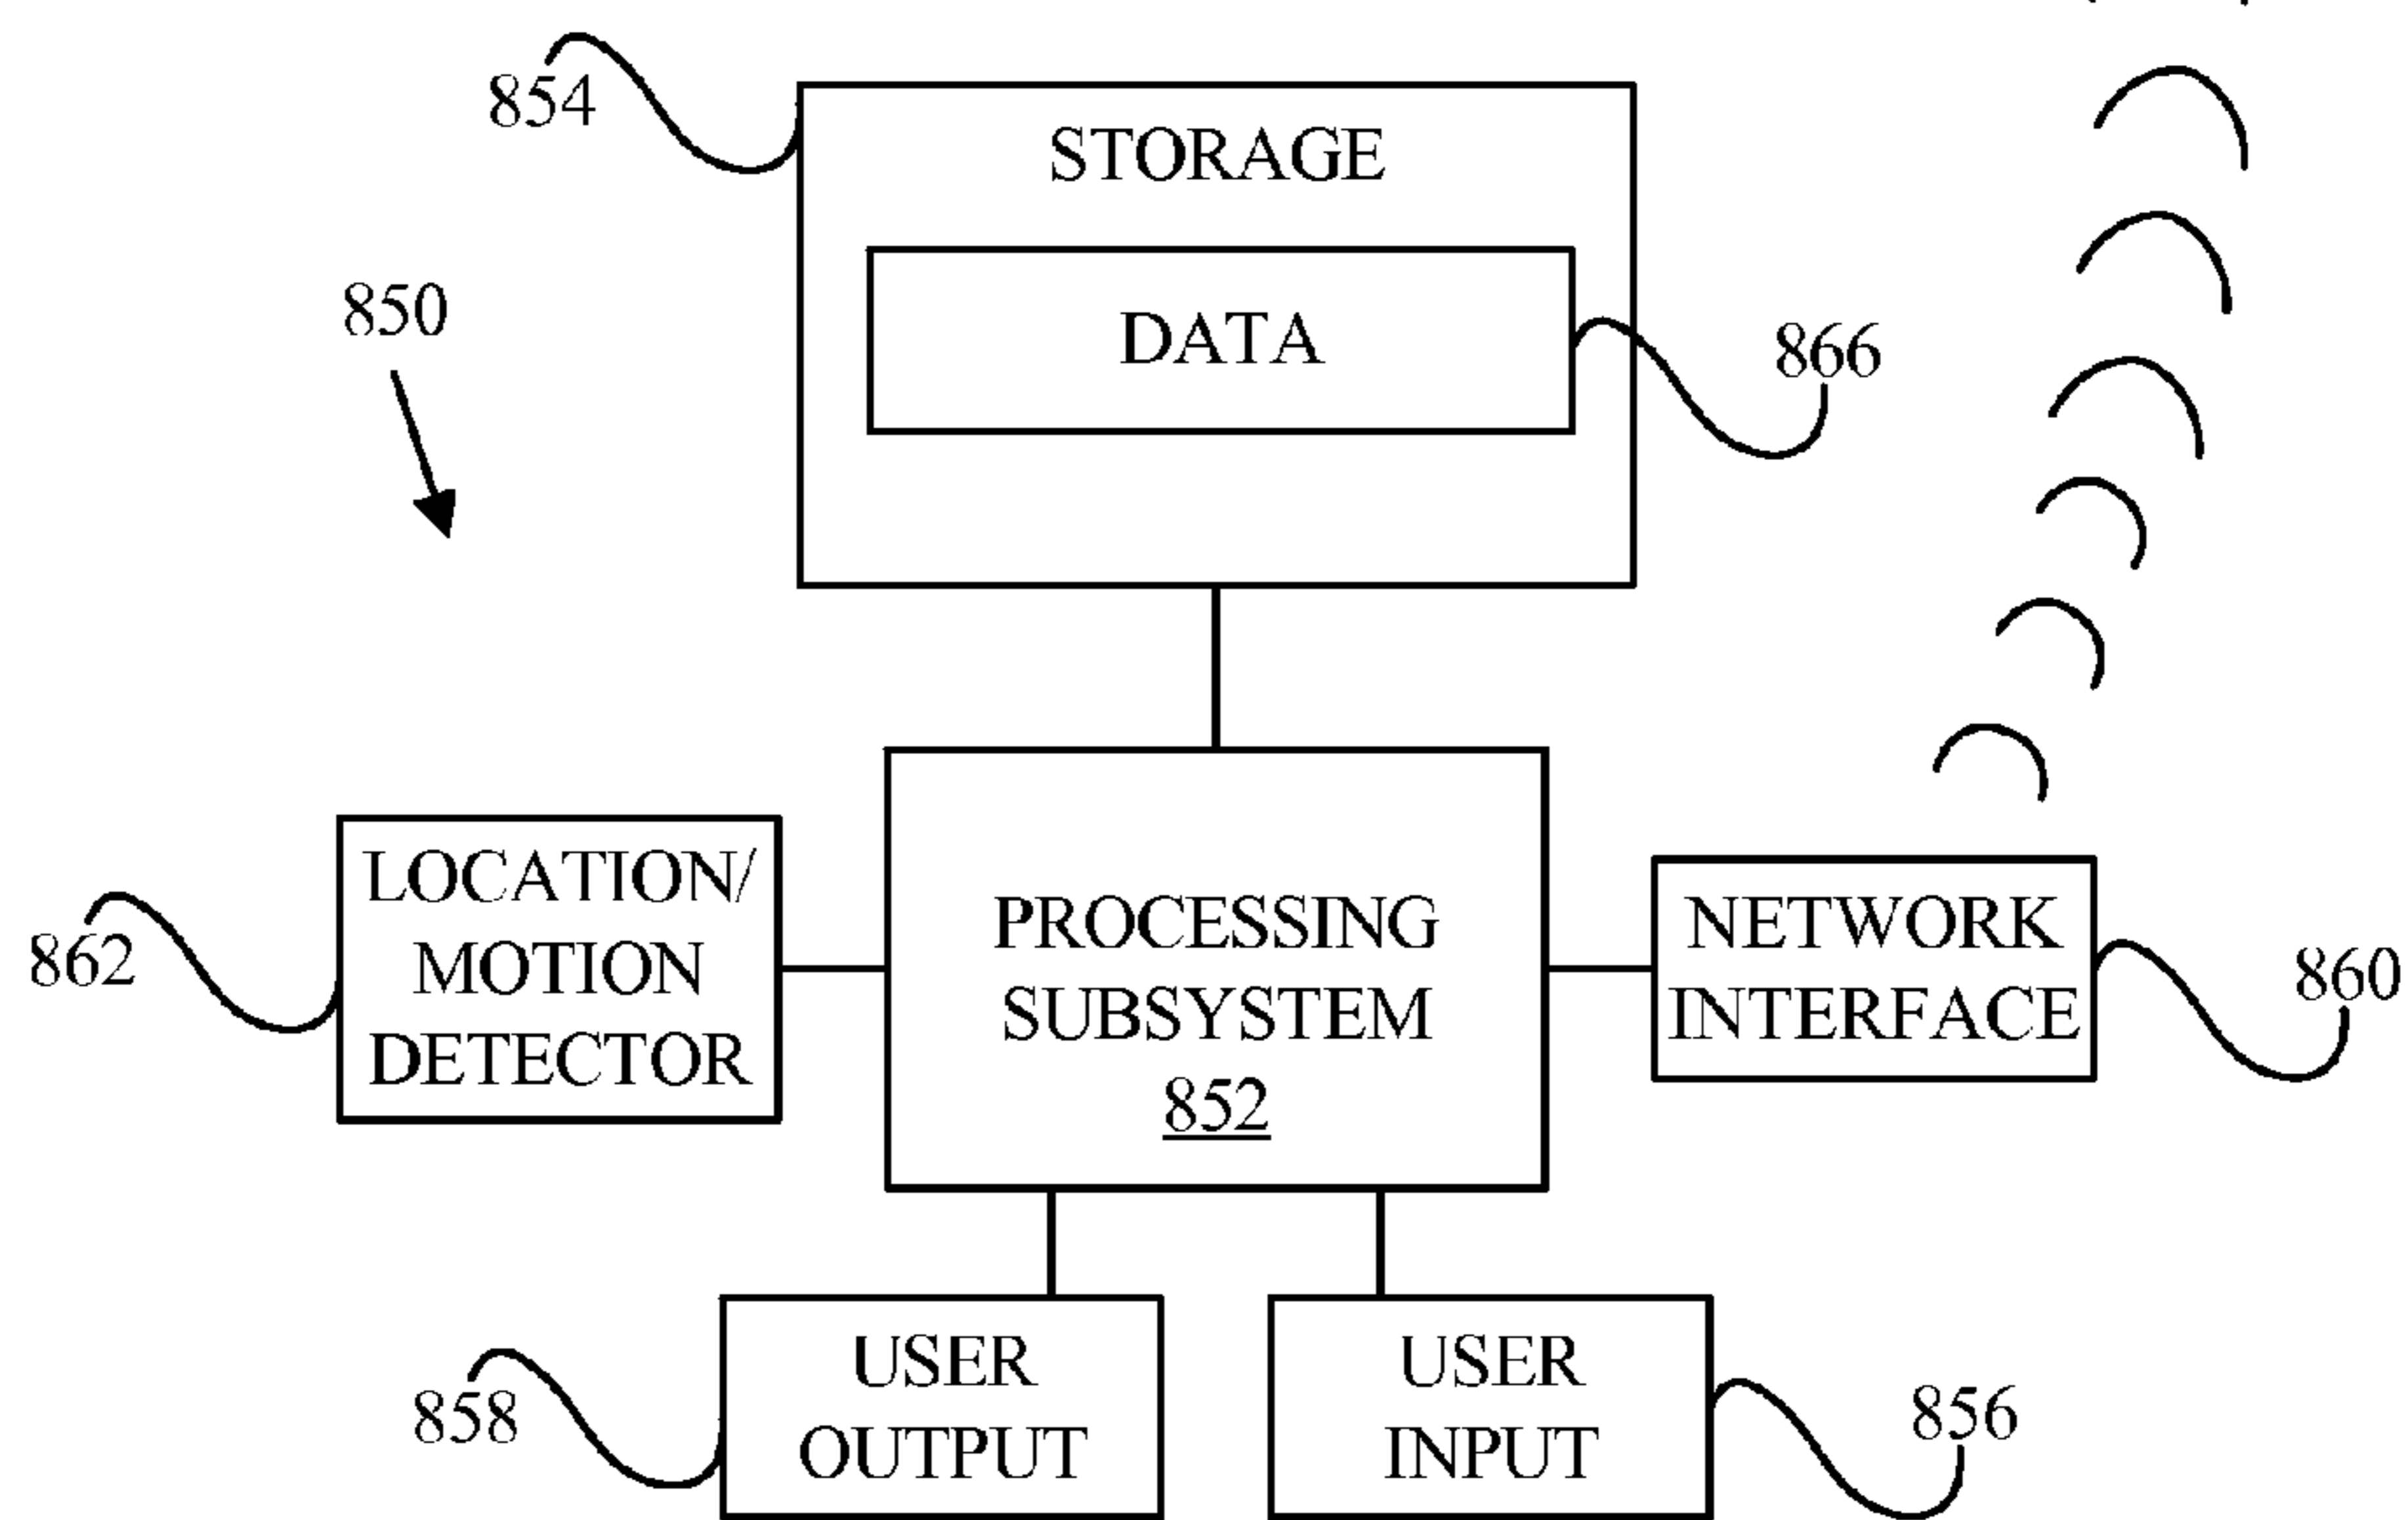 854
STORAGE
850
DATA
866
LOCATION/
MOTION
DETECTOR
862
PROCESSING
SUBSYSTEM
852
NETWORK
INTERFACE
860
USER
OUTPUT
858
USER
INPUT
856